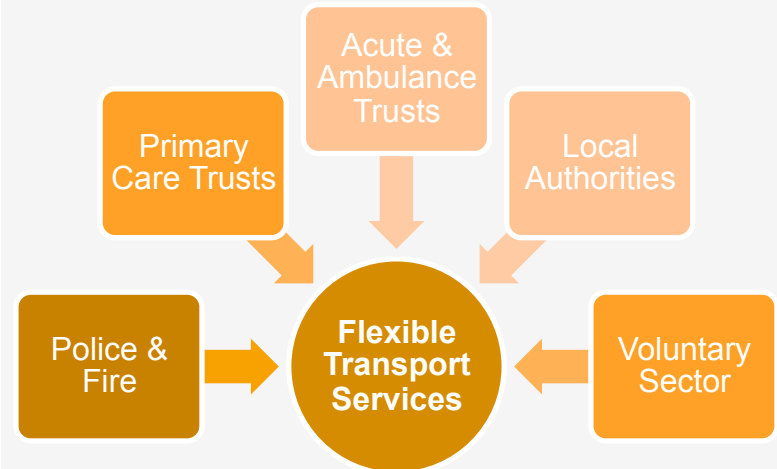 Acute &
Ambulance
Trusts
Primary
Care Trusts
Local
Authorities
Police &
Fire
Flexible
Transport
Services
Voluntary
Sector